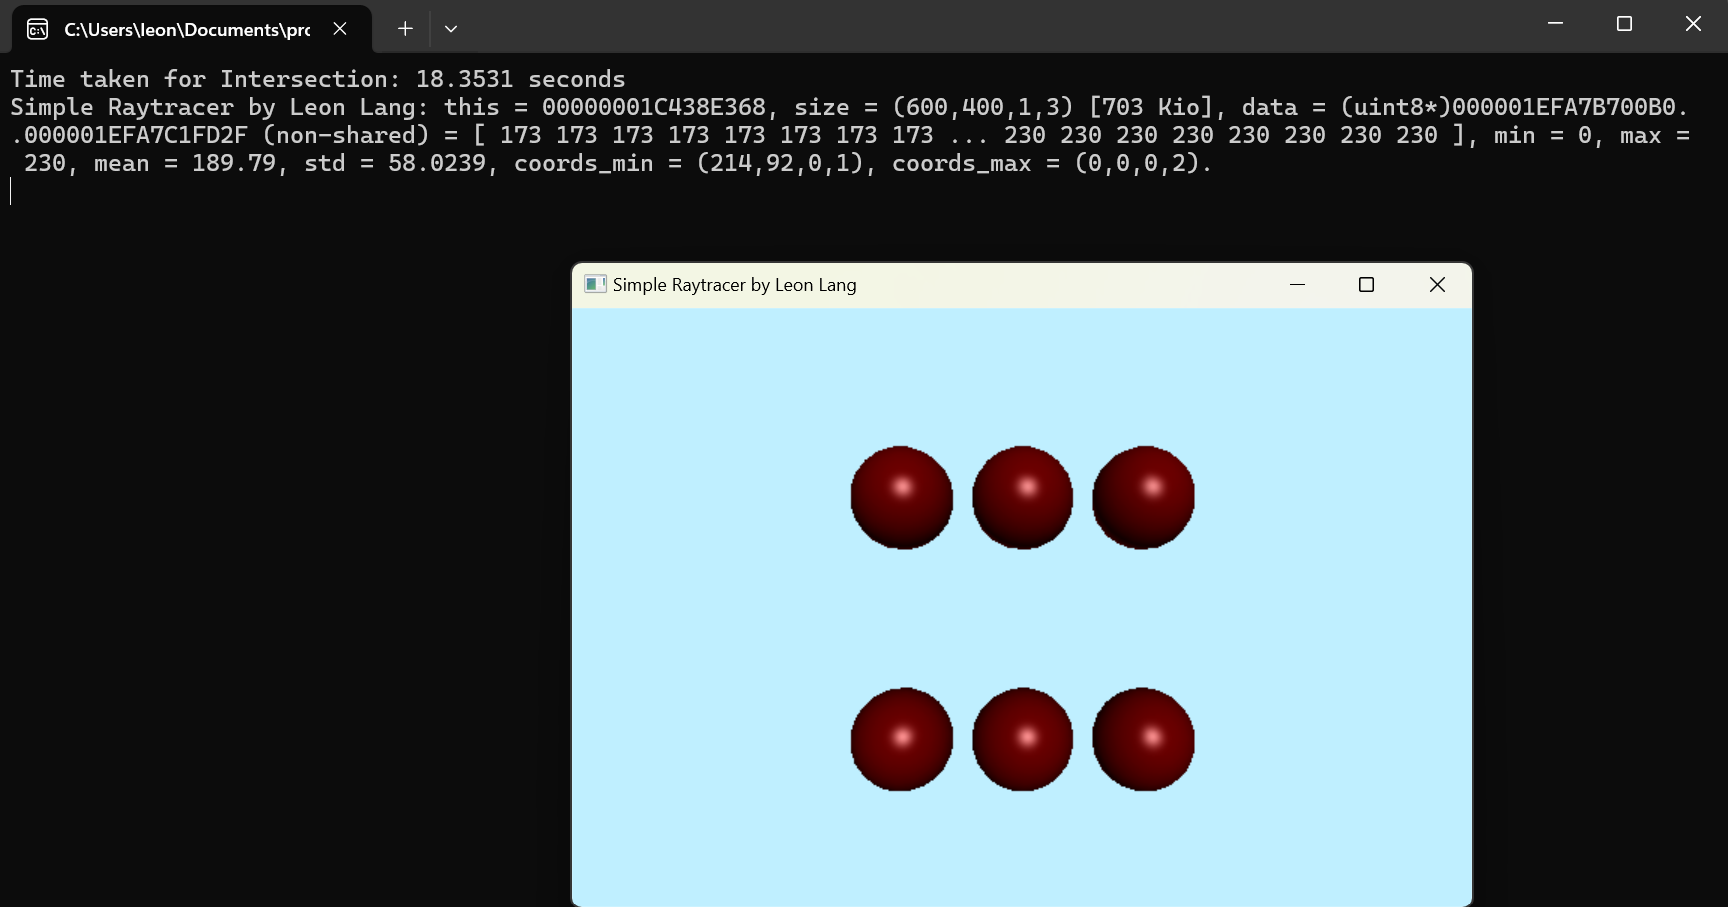 C:\Users\leon\Documents\prc
Time taken for Intersection: 18.3531 seconds
Simple Raytracer by Leon Lang: this = 00000001C438E368, size = (600,400,1,3) [703 Kio], data = (uint8*)000001EFA7B700B0.
.000001EFA7C1FD2F (non-shared) = [ 173 173 173 173 173 173 173 173 ... 230 230 230 230 230 230 230 230 ], min = 0, max =
230, mean = 189.79, std = 58.0239, coords_min = (214,92,0,1), coords_max = (0,0,0,2).
Simple Raytracer by Leon Lang